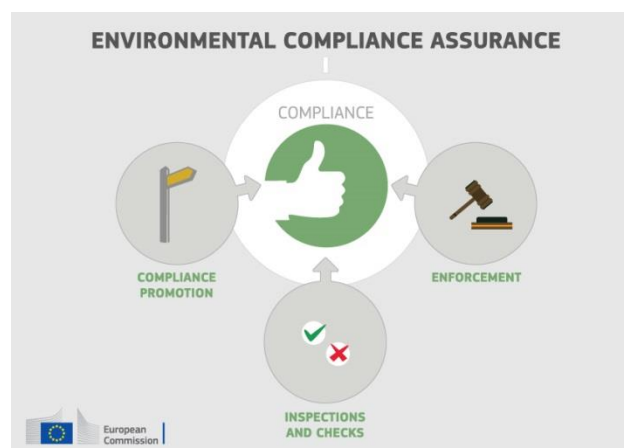 ENVIRONMENTAL COMPLIANCE ASSURANCE
COMPLIANCE
COMPLIANCE
PROMOTION
ENFORCEMENT
INSPECTIONS
AND CHECKS
European
Commission